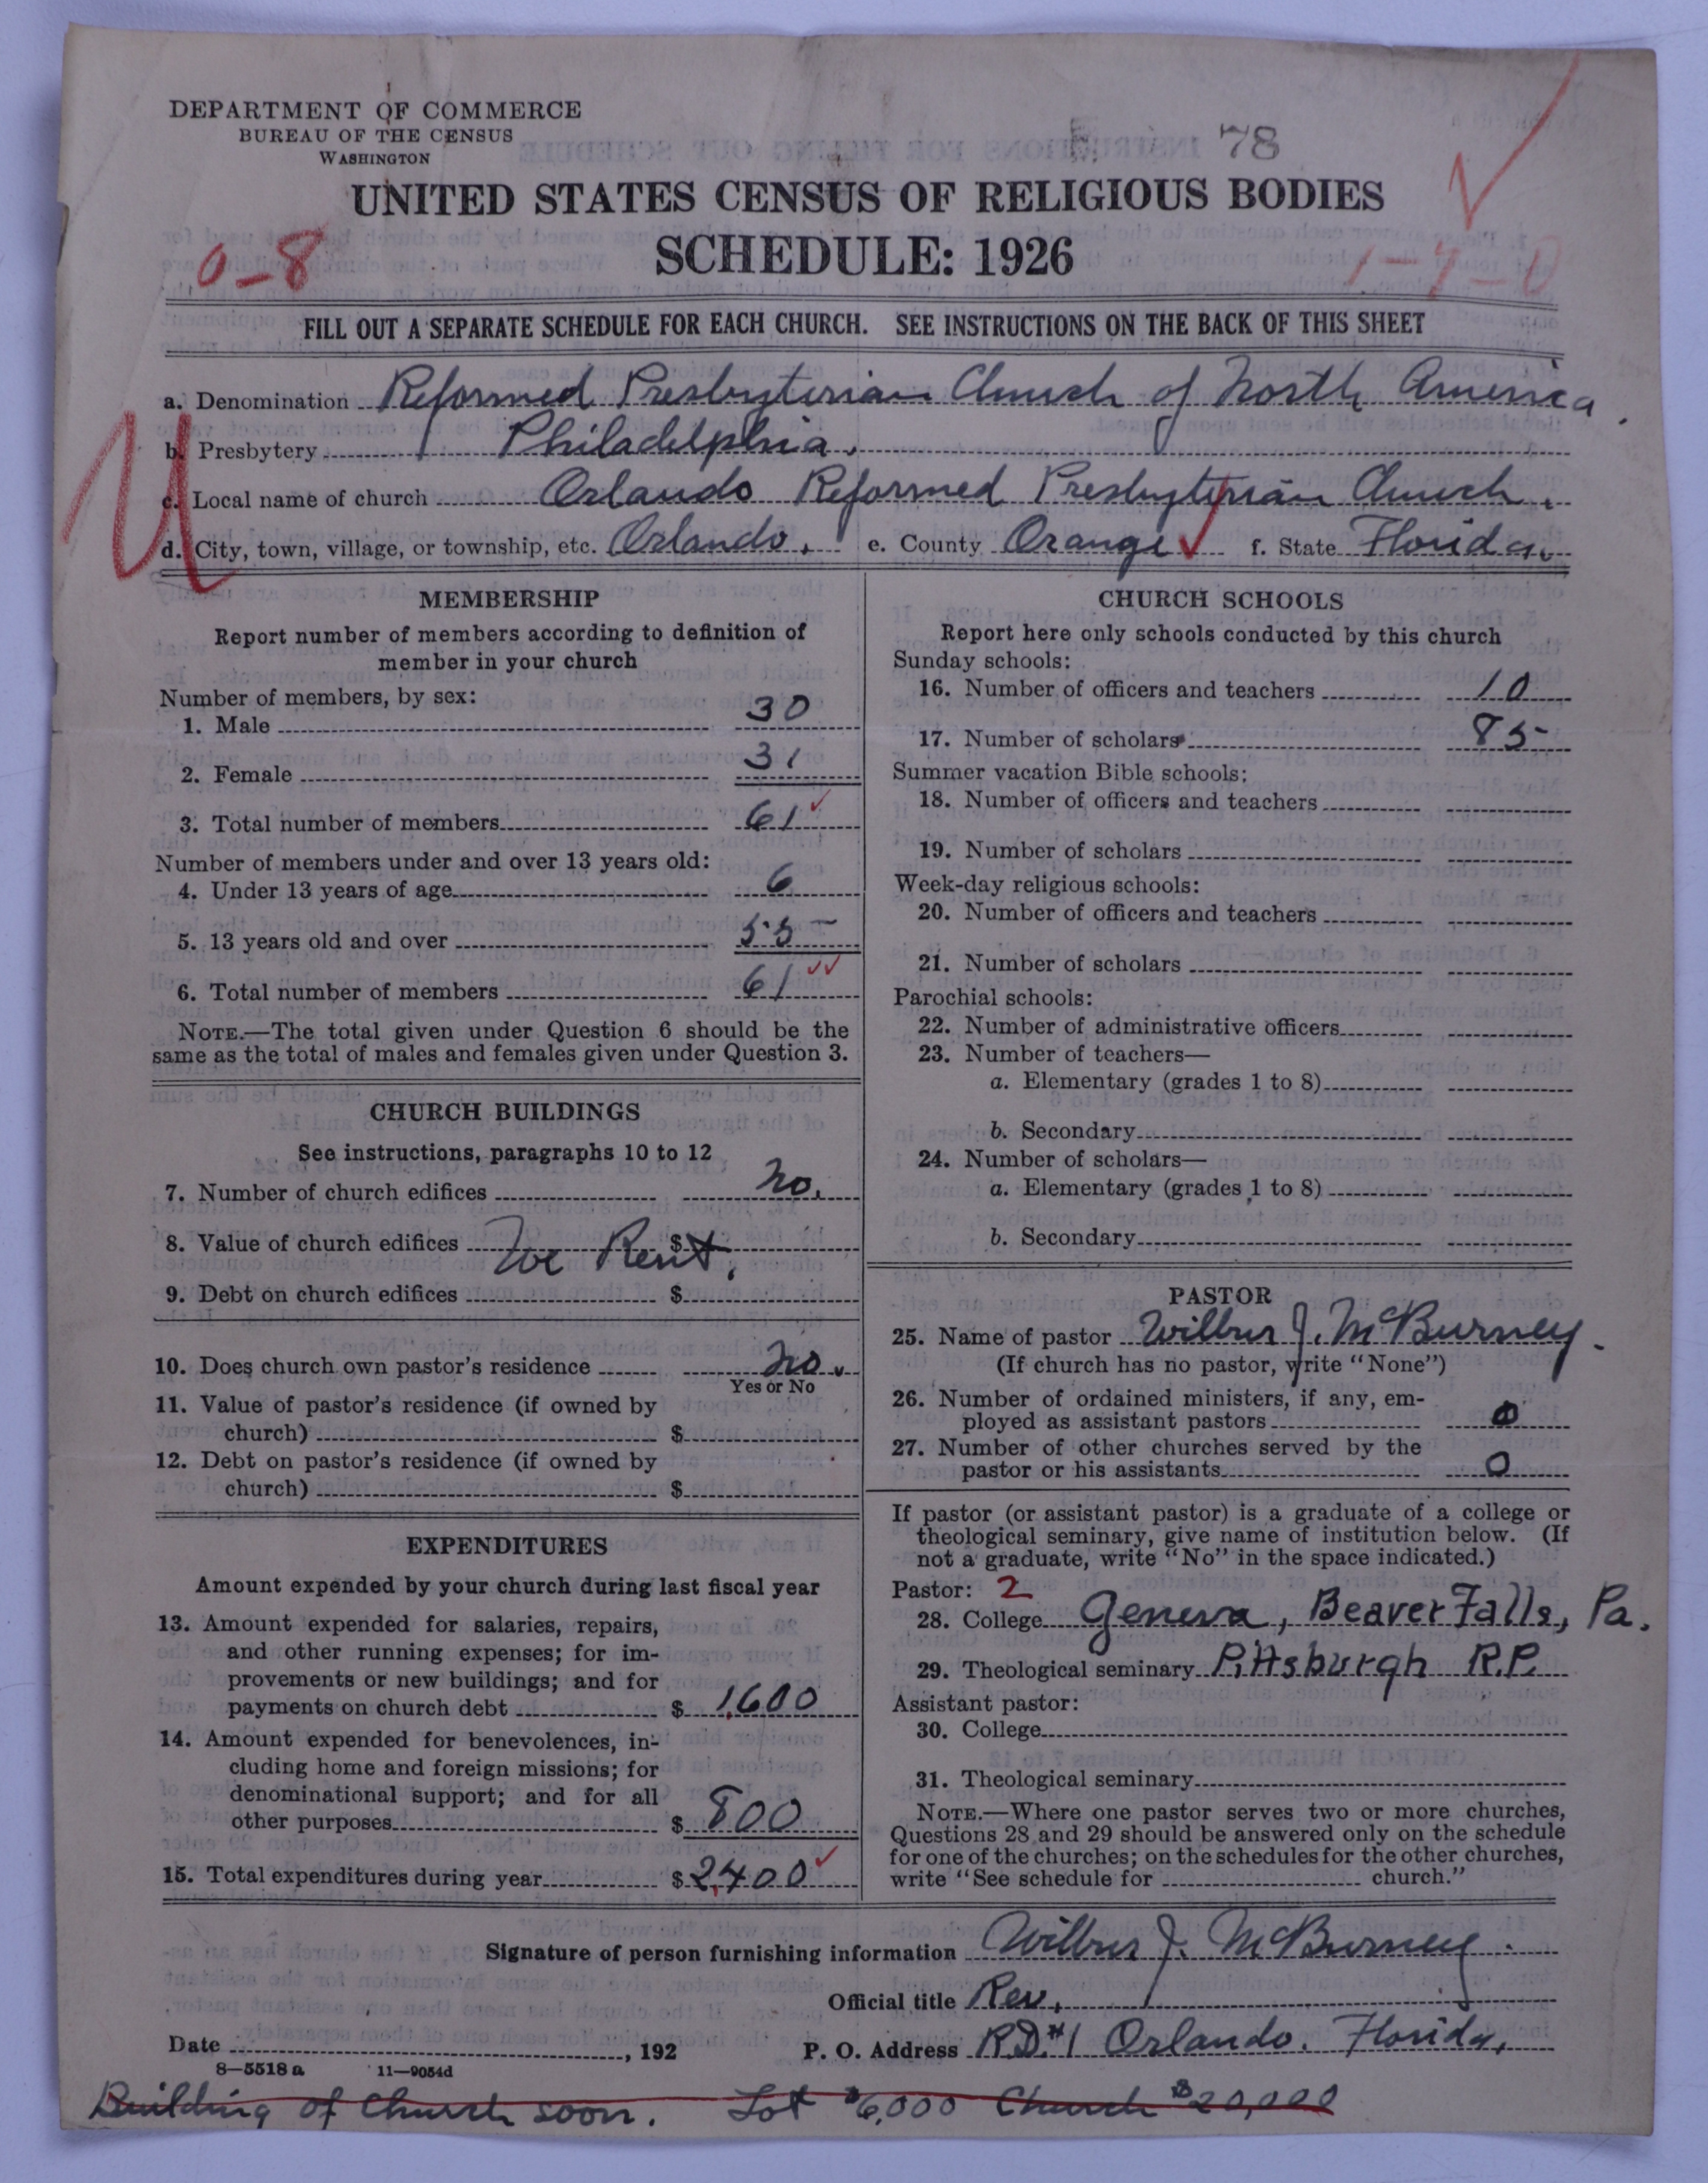 DEPARTMENT OF COMMERCE
BUREAU OF THE CENSUS
WASHINGTON
78
UNITED STATES CENSUS OF RELIGIOUS BODIES
SCHEDULE: 1926
0-8
1-7-0
FILL OUT A SEPARATE SCHEDULE FOR EACH CHURCH. SEE INSTRUCTIONS ON THE BACK OF THIS SHEET
a. Denomination Reformed Presbyterian Church of North America.
b. Presbytery Philadelphia.
c. Local name of church Orlando Reformed Presbyterian Church.
d. City, town, village, or township, etc. Orlando. e. County Orange f. State Florida.
U
MEMBERSHIP
Report number of members according to definition of
member in your church
Number of members, by sex:
1. Male 30
2. Female 31
3. Total number of members 61
Number of members under and over 13 years old:
4. Under 13 years of age 6
5. 13 years old and over 55
6. Total number of members 61
NOTE.—The total given under Question 6 should be the
same as the total of males and females given under Question 3.
CHURCH BUILDINGS
See instructions, paragraphs 10 to 12
7. Number of church edifices No.
8. Value of church edifices $ We Rent.
9. Debt on church edifices $
10. Does church own pastor's residence No.
Yes or No
11. Value of pastor's residence (if owned by
church) $
12. Debt on pastor's residence (if owned by
church) $
EXPENDITURES
Amount expended by your church during last fiscal year
13. Amount expended for salaries, repairs,
and other running expenses; for im-
provements or new buildings; and for
payments on church debt $ 1,600
14. Amount expended for benevolences, in-
cluding home and foreign missions; for
denominational support; and for all
other purposes $ 800
15. Total expenditures during year $ 2,400
CHURCH SCHOOLS
Report here only schools conducted by this church
Sunday schools:
16. Number of officers and teachers 10
17. Number of scholars 85
Summer vacation Bible schools:
18. Number of officers and teachers
19. Number of scholars
Week-day religious schools:
20. Number of officers and teachers
21. Number of scholars
Parochial schools:
22. Number of administrative officers
23. Number of teachers—
a. Elementary (grades 1 to 8)
b. Secondary
24. Number of scholars—
a. Elementary (grades 1 to 8)
b. Secondary
PASTOR
25. Name of pastor Wilbur J. McBurney.
(If church has no pastor, write "None")
26. Number of ordained ministers, if any, em-
ployed as assistant pastors 0
27. Number of other churches served by the
pastor or his assistants 0
If pastor (or assistant pastor) is a graduate of a college or
theological seminary, give name of institution below. (If
not a graduate, write "No" in the space indicated.)
Pastor: 2
28. College Geneva, Beaver Falls, Pa.
29. Theological seminary Pittsburgh R.P.
Assistant pastor:
30. College
31. Theological seminary
NOTE.—Where one pastor serves two or more churches,
Questions 28 and 29 should be answered only on the schedule
for one of the churches; on the schedules for the other churches,
write "See schedule for church."
Signature of person furnishing information Wilbur J. McBurney.
Official title Rev.
Date , 192 P. O. Address R.D. #1 Orlando. Florida.
8—5518 a 11—9054d
Building of Church soon. Lot $6,000 Church $20,000